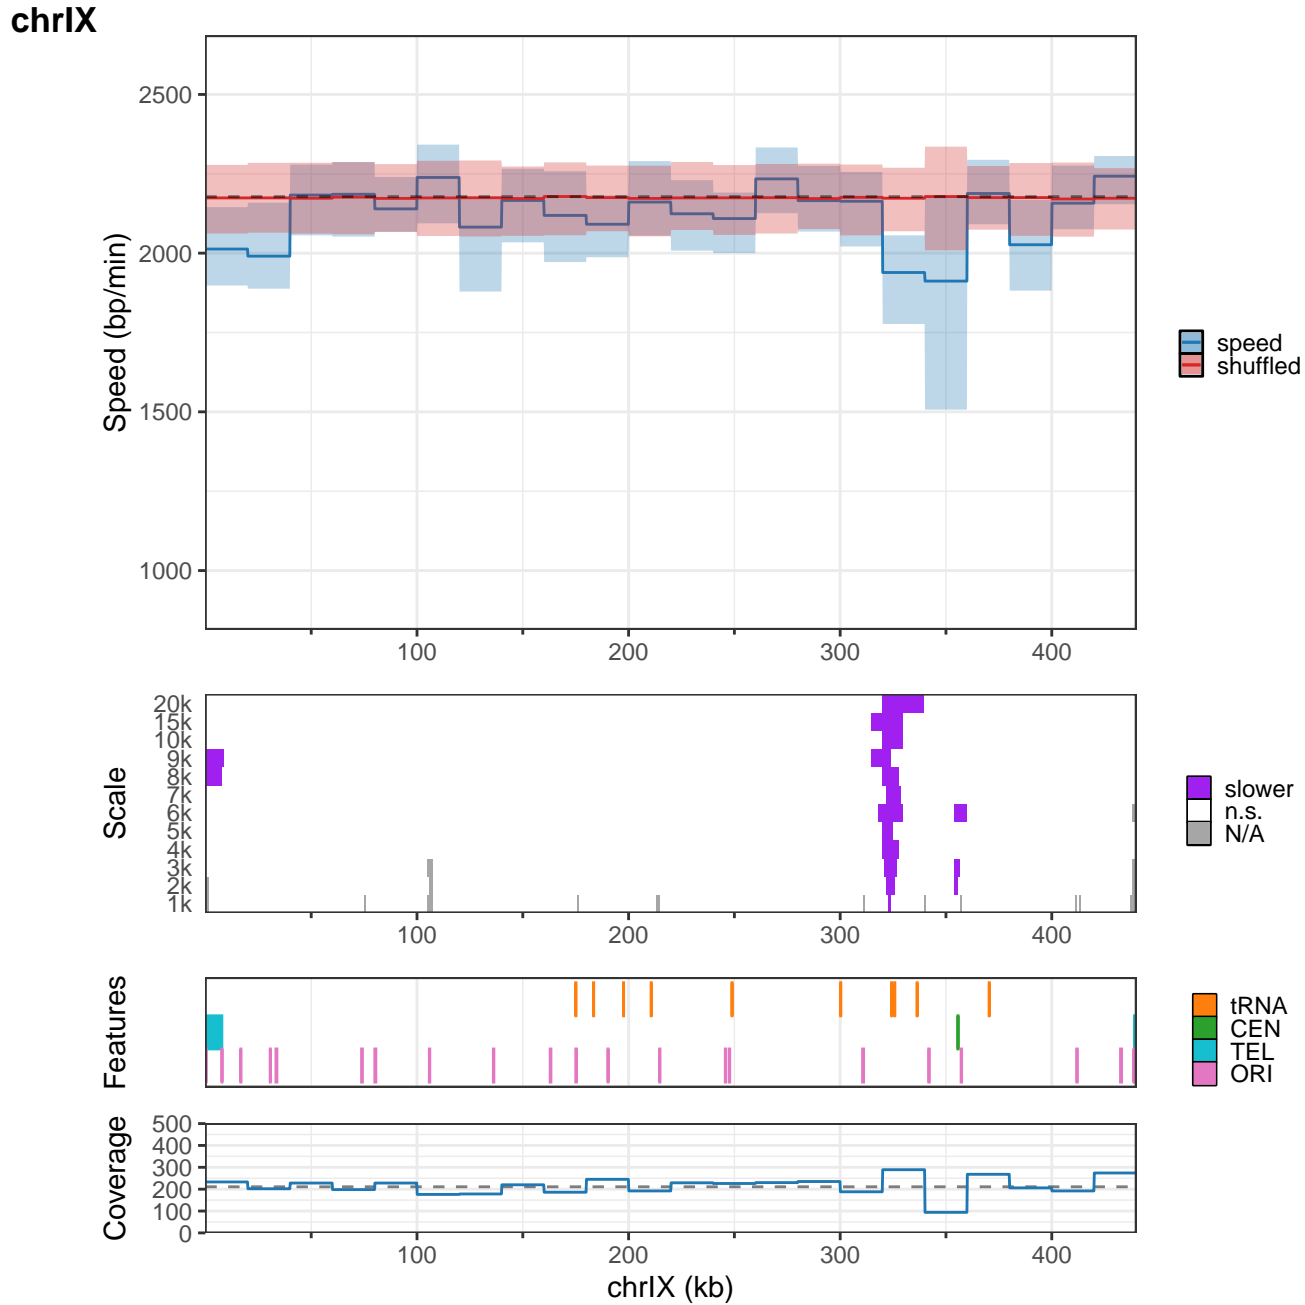 chrIX
Speed (bp/min)
2500
2000
1500
1000
100 200 300 400
speed
shuffled
Scale
20k
15k
10k
9k
8k
7k
6k
5k
4k
3k
2k
1k
100 200 300 400
slower
n.s.
N/A
Features
tRNA
CEN
TEL
ORI
Coverage
500
400
300
200
100
0
100 200 300 400
chrIX (kb)